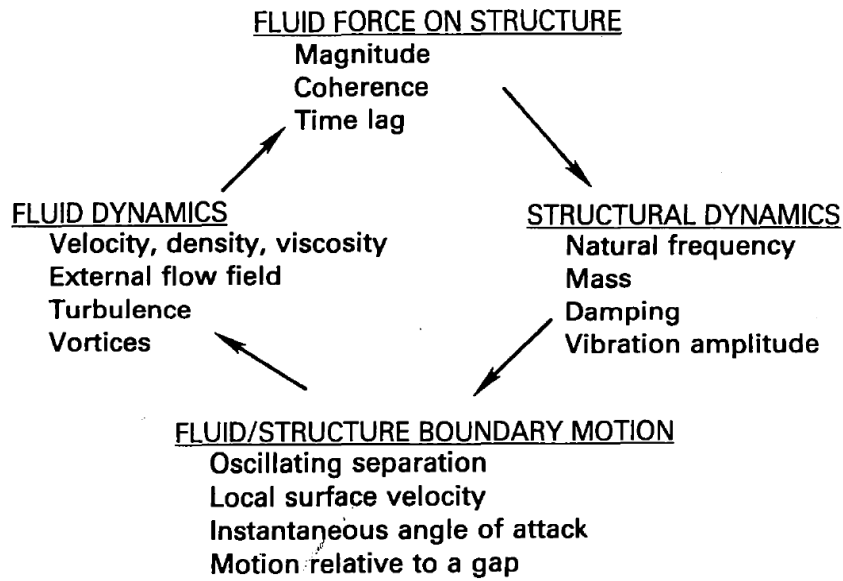 FLUID FORCE ON STRUCTURE
Magnitude
Coherence
Time lag
FLUID DYNAMICS
Velocity, density, viscosity
External flow field
Turbulence
Vortices
STRUCTURAL DYNAMICS
Natural frequency
Mass
Damping
Vibration amplitude
FLUID/STRUCTURE BOUNDARY MOTION
Oscillating separation
Local surface velocity
Instantaneous angle of attack
Motion relative to a gap